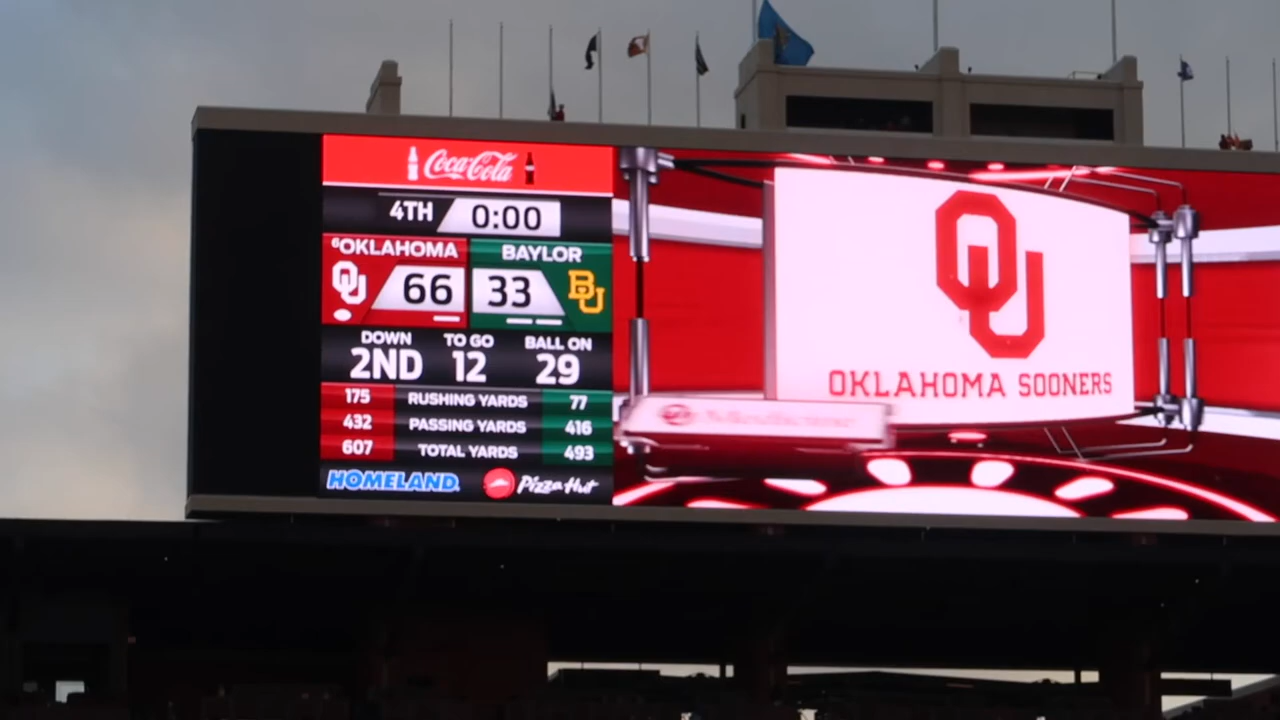 Coca-Cola
4TH 0:00
6OKLAHOMA BAYLOR
OU 66 33 BU
DOWN TO GO BALL ON
2ND 12 29
175 RUSHING YARDS 77
432 PASSING YARDS 416
607 TOTAL YARDS 493
HOMELAND Pizza Hut
OU
OKLAHOMA SOONERS